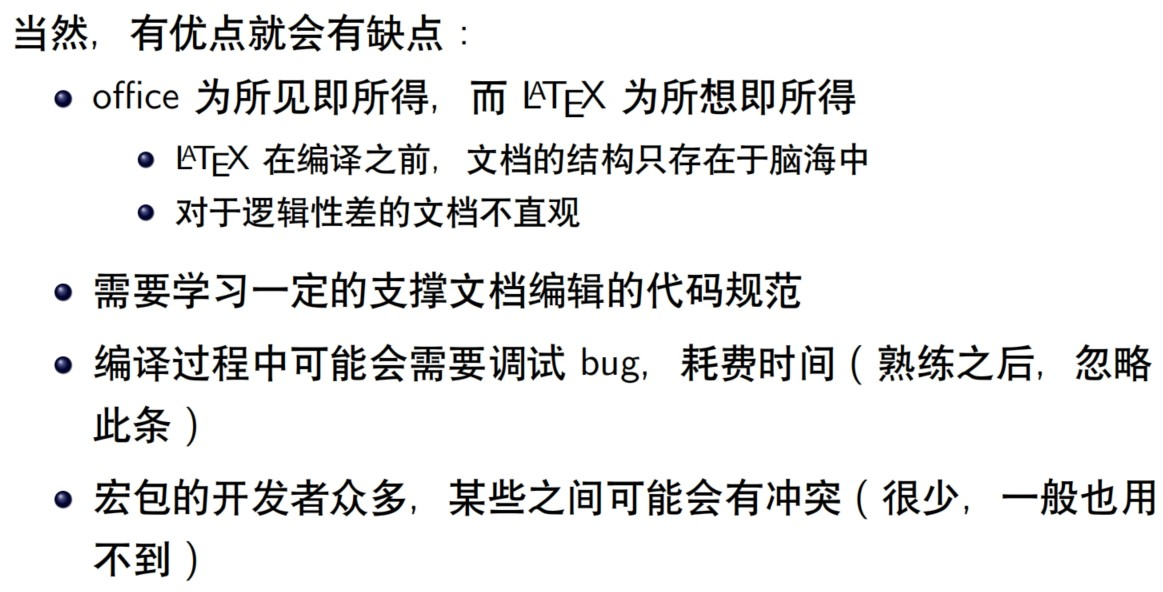 当然，有优点就会有缺点：
office 为所见即所得，而 LATEX 为所想即所得
LATEX 在编译之前，文档的结构只存在于脑海中
对于逻辑性差的文档不直观
需要学习一定的支撑文档编辑的代码规范
编译过程中可能会需要调试 bug，耗费时间（熟练之后，忽略
此条）
宏包的开发者众多，某些之间可能会有冲突（很少，一般也用
不到）